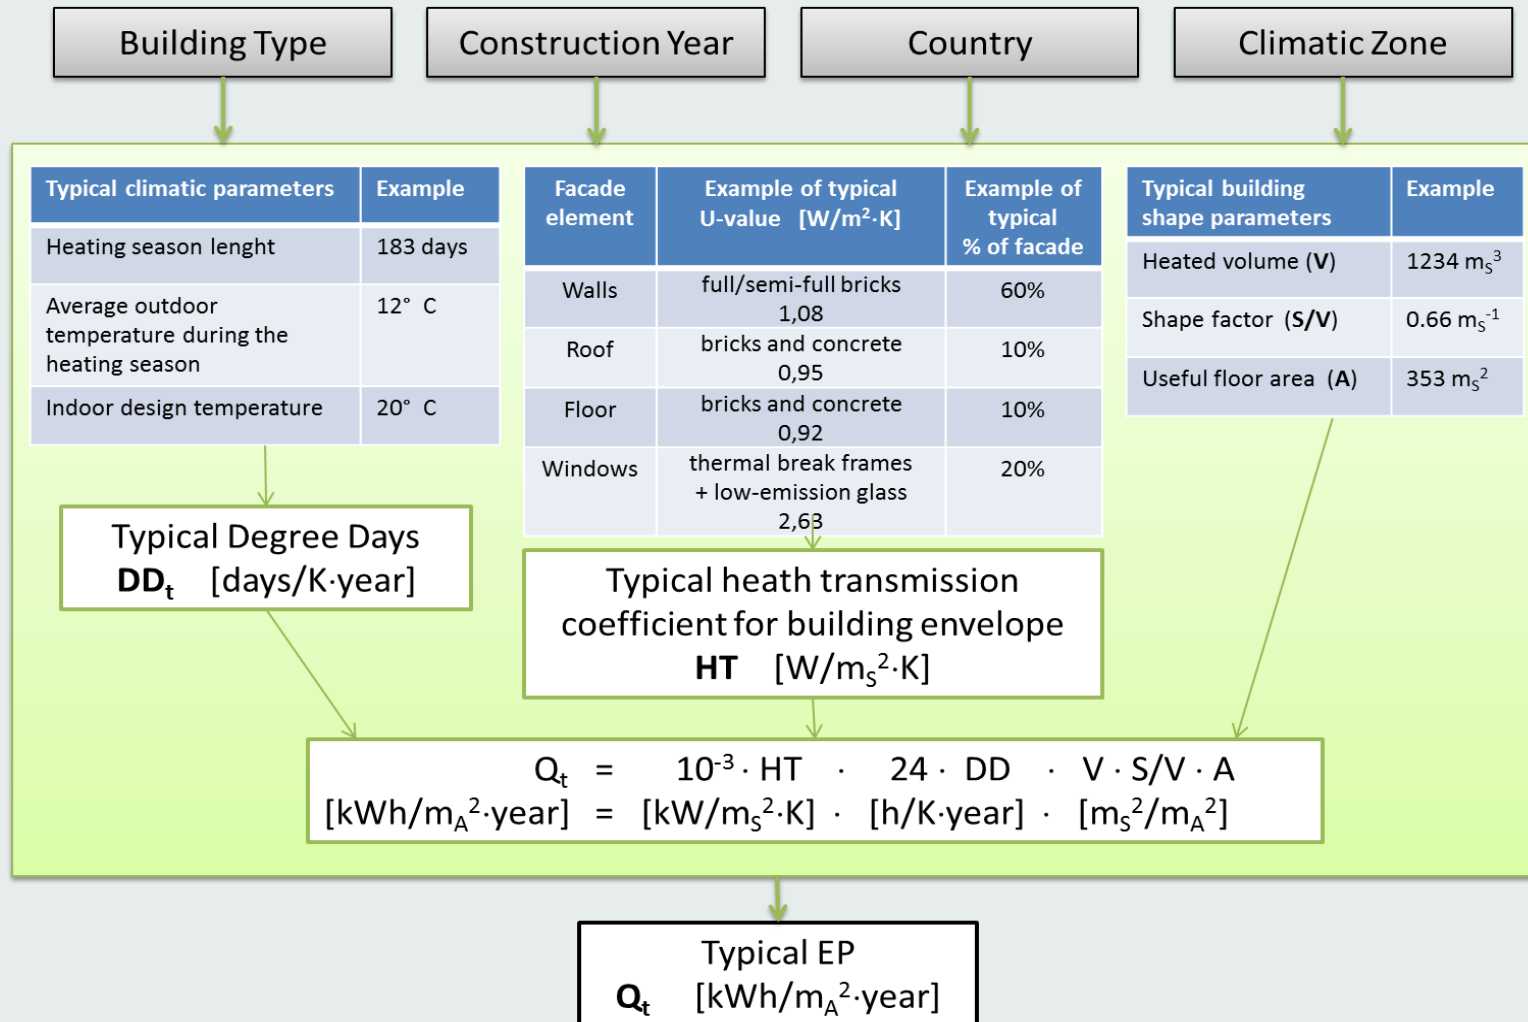 Building Type
Construction Year
Country
Climatic Zone
Typical climatic parameters
Example
Heating season lenght
183 days
Average outdoor
temperature during the
heating season
12° C
Indoor design temperature
20° C
Facade
element
Example of typical
U-value [W/m²·K]
Example of
typical
% of facade
Walls
full/semi-full bricks
1,08
60%
Roof
bricks and concrete
0,95
10%
Floor
bricks and concrete
0,92
10%
Windows
thermal break frames
+ low-emission glass
2,63
20%
Typical building
shape parameters
Example
Heated volume (V)
1234 mS³
Shape factor (S/V)
0.66 mS⁻¹
Useful floor area (A)
353 mS²
Typical Degree Days
DDt [days/K·year]
Typical heath transmission
coefficient for building envelope
HT [W/mS²·K]
Qt = 10⁻³ · HT · 24 · DD · V · S/V · A
[kWh/mA²·year] = [kW/mS²·K] · [h/K·year] · [mS²/mA²]
Typical EP
Qt [kWh/mA²·year]